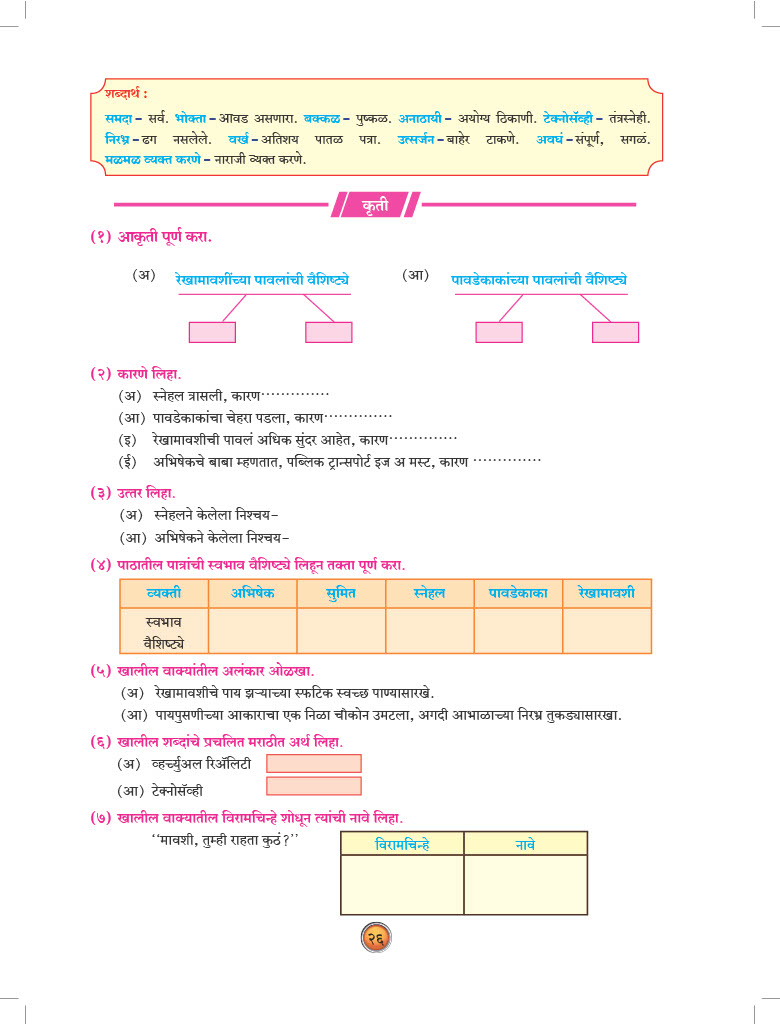 शब्दार्थ :
समदा – सर्व. भोक्ता – आवड असणारा. बक्कळ – पुष्कळ. अनाठायी – अयोग्य ठिकाणी. टेक्नोसॅव्ही – तंत्रस्नेही.
निरभ्र – ढग नसलेले. वर्ख – अतिशय पातळ पत्रा. उत्सर्जन – बाहेर टाकणे. अवघं – संपूर्ण, सगळं.
मळमळ व्यक्त करणे – नाराजी व्यक्त करणे.
कृती
(१) आकृती पूर्ण करा.
(अ) रेखामावशींच्या पावलांची वैशिष्ट्ये (आ) पावडेकाकांच्या पावलांची वैशिष्ट्ये
(२) कारणे लिहा.
(अ) स्नेहल त्रासली, कारण··············
(आ) पावडेकाकांचा चेहरा पडला, कारण··············
(इ) रेखामावशीची पावलं अधिक सुंदर आहेत, कारण··············
(ई) अभिषेकचे बाबा म्हणतात, पब्लिक ट्रान्सपोर्ट इज अ मस्ट, कारण ··············
(३) उत्तर लिहा.
(अ) स्नेहलने केलेला निश्चय–
(आ) अभिषेकने केलेला निश्चय–
(४) पाठातील पात्रांची स्वभाव वैशिष्ट्ये लिहून तक्ता पूर्ण करा.
व्यक्ती अभिषेक सुमित स्नेहल पावडेकाका रेखामावशी
स्वभाव
वैशिष्ट्ये
(५) खालील वाक्यांतील अलंकार ओळखा.
(अ) रेखामावशीचे पाय झऱ्याच्या स्फटिक स्वच्छ पाण्यासारखे.
(आ) पायपुसणीच्या आकाराचा एक निळा चौकोन उमटला, अगदी आभाळाच्या निरभ्र तुकड्यासारखा.
(६) खालील शब्दांचे प्रचलित मराठीत अर्थ लिहा.
(अ) व्हर्च्युअल रिॲलिटी
(आ) टेक्नोसॅव्ही
(७) खालील वाक्यातील विरामचिन्हे शोधून त्यांची नावे लिहा.
‘‘मावशी, तुम्ही राहता कुठं?’’
विरामचिन्हे नावे
२६